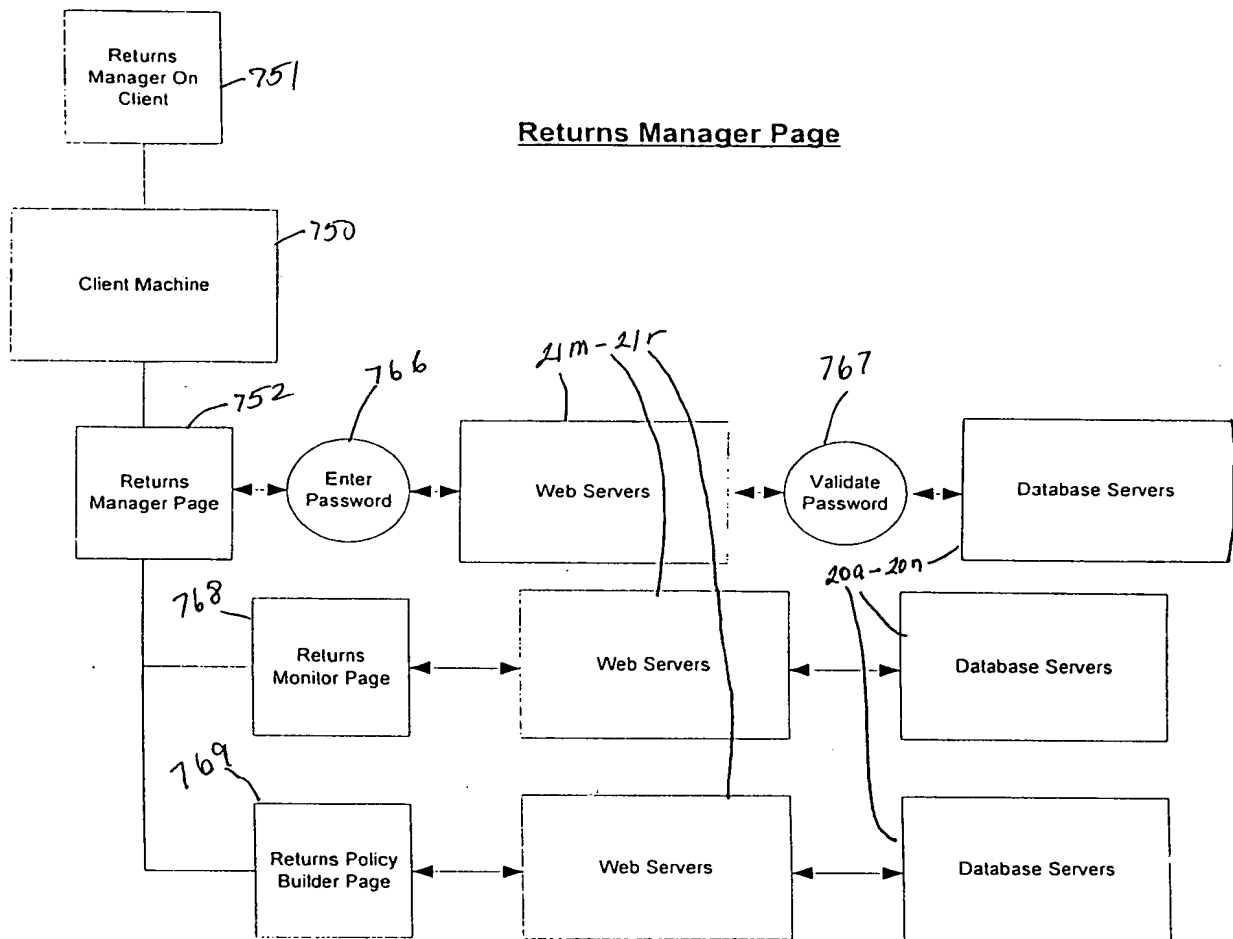 Returns
Manager On
Client
751
Returns Manager Page
750
Client Machine
752
766
21m-21r
767
Returns
Manager Page
Enter
Password
Web Servers
Validate
Password
Database Servers
20a-20n
768
Returns
Monitor Page
Web Servers
Database Servers
769
Returns Policy
Builder Page
Web Servers
Database Servers